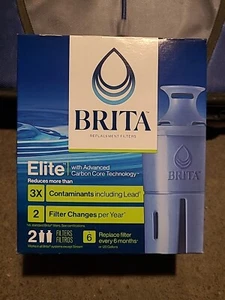 BRITA
REPLACEMENT FILTERS
Elite
with Advanced
Carbon Core Technology™
Reduces more than
3X Contaminants including Lead
2 Filter Changes per Year
2 FILTERS
FILTROS
6 Replace filter
every 6 months
BRITA